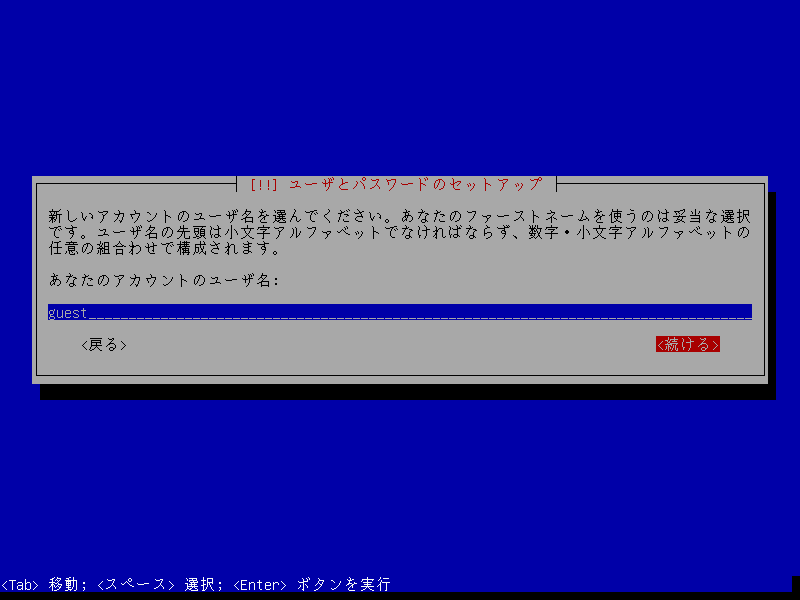 [!!] ユーザとパスワードのセットアップ
新しいアカウントのユーザ名を選んでください。あなたのファーストネームを使うのは妥当な選択
です。ユーザ名の先頭は小文字アルファベットでなければならず、数字・小文字アルファベットの
任意の組合わせで構成されます。
あなたのアカウントのユーザ名:
guest
<戻る> <続ける>
<Tab> 移動; <スペース> 選択; <Enter> ボタンを実行